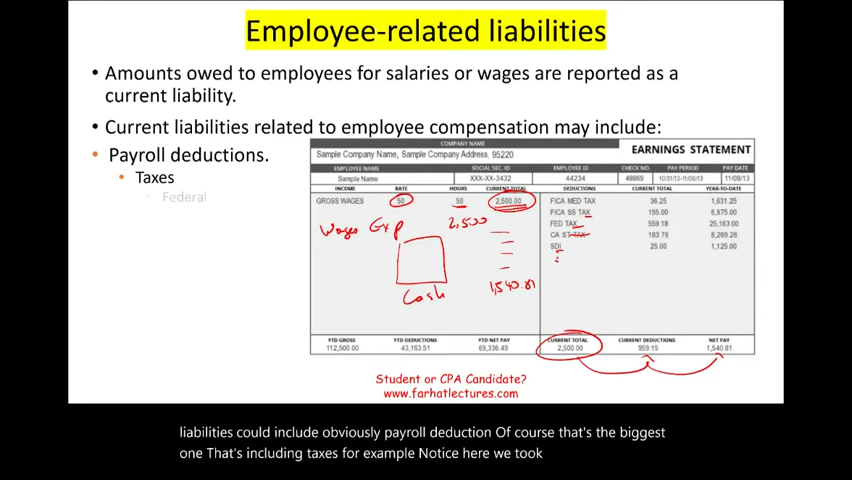 Employee-related liabilities
• Amounts owed to employees for salaries or wages are reported as a
current liability.
• Current liabilities related to employee compensation may include:
• Payroll deductions.
• Taxes
• Federal
COMPANY NAME
Sample Company Name, Sample Company Address, 95220
EARNINGS STATEMENT
EMPLOYEE NAME SOCIAL SEC. ID EMPLOYEE ID CHECK NO. PAY PERIOD PAY DATE
Sample Name XXX-XX-3432 44234 48869 10/31/13-11/06/13 11/08/13
INCOME RATE HOURS CURRENT TOTAL DEDUCTIONS CURRENT TOTAL YEAR-TO-DATE
GROSS WAGES 50 50 2,500.00 FICA MED TAX 36.25 1,631.25
FICA SS TAX 155.00 6,975.00
FED TAX 559.18 25,163.00
CA ST TAX 183.76 8,269.26
SDI 25.00 1,125.00
Wages Exp 2,500
Cash 1,540.81
YTD GROSS YTD DEDUCTIONS YTD NET PAY CURRENT TOTAL CURRENT DEDUCTIONS NET PAY
112,500.00 43,163.51 69,336.49 2,500.00 959.19 1,540.81
Student or CPA Candidate?
www.farhatlectures.com
liabilities could include obviously payroll deduction Of course that's the biggest
one That's including taxes for example Notice here we took